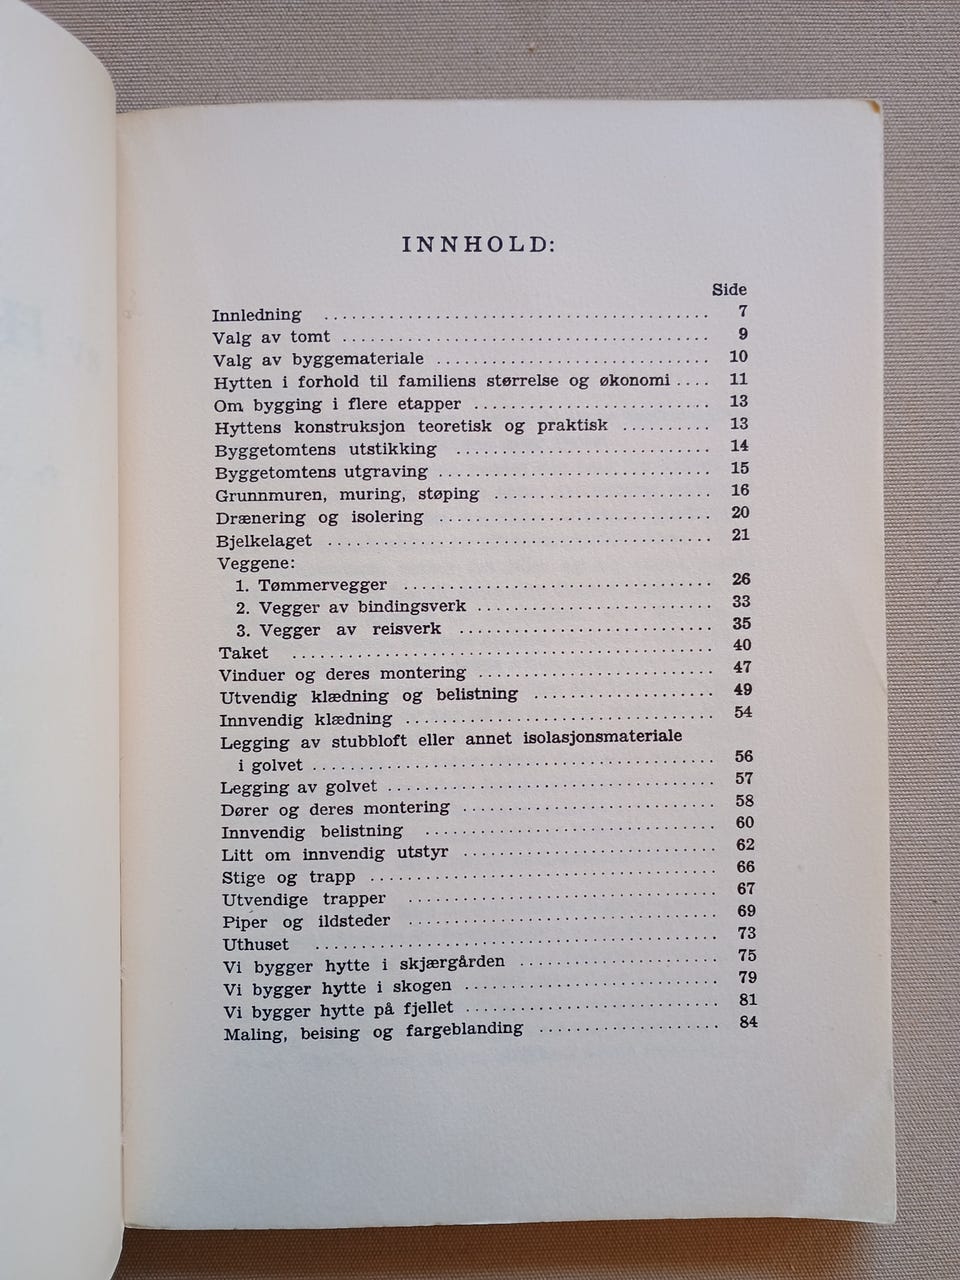 INNHOLD:
Side
Innledning ........................................ 7
Valg av tomt ........................................ 9
Valg av byggemateriale .............................. 10
Hytten i forhold til familiens størrelse og økonomi .... 11
Om bygging i flere etapper .......................... 13
Hyttens konstruksjon teoretisk og praktisk .......... 13
Byggetomtens utstikking ............................ 14
Byggetomtens utgraving .............................. 15
Grunnmuren, muring, støping ........................ 16
Drænering og isolering .............................. 20
Bjelkelaget ........................................ 21
Veggene:
1. Tømmervegger .................................. 26
2. Vegger av bindingsverk .......................... 33
3. Vegger av reisverk ............................ 35
Taket .............................................. 40
Vinduer og deres montering .......................... 47
Utvendig klædning og belistning .................... 49
Innvendig klædning .................................. 54
Legging av stubbloft eller annet isolasjonsmateriale
i golvet ............................................ 56
Legging av golvet .................................... 57
Dører og deres montering ............................ 58
Innvendig belistning ................................ 60
Litt om innvendig utstyr ............................ 62
Stige og trapp ...................................... 66
Utvendige trapper .................................. 67
Piper og ildsteder .................................. 69
Uthuset ............................................ 73
Vi bygger hytte i skjærgården ...................... 75
Vi bygger hytte i skogen ............................ 79
Vi bygger hytte på fjellet ............................ 81
Maling, beising og fargeblanding .................... 84